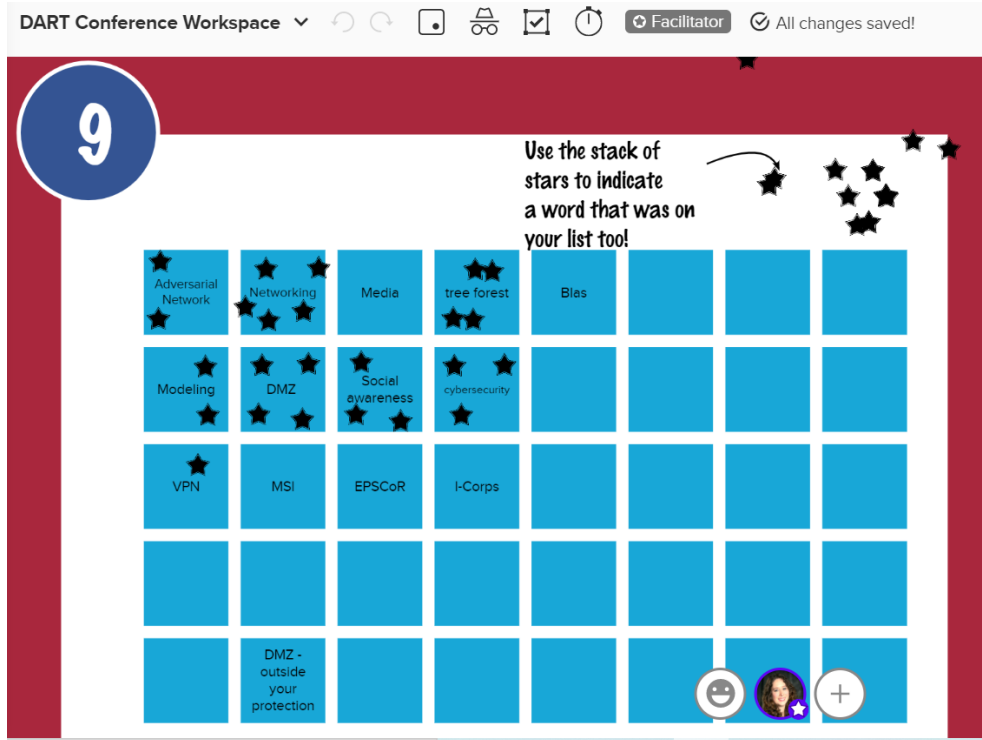 DART Conference Workspace
Facilitator
All changes saved!
9
Use the stack of
stars to indicate
a word that was on
your list too!
Adversarial
Network
Networking
Media
tree forest
Blas
Modeling
DMZ
Social
awareness
cybersecurity
VPN
MSI
EPSCoR
I-Corps
DMZ -
outside
your
protection